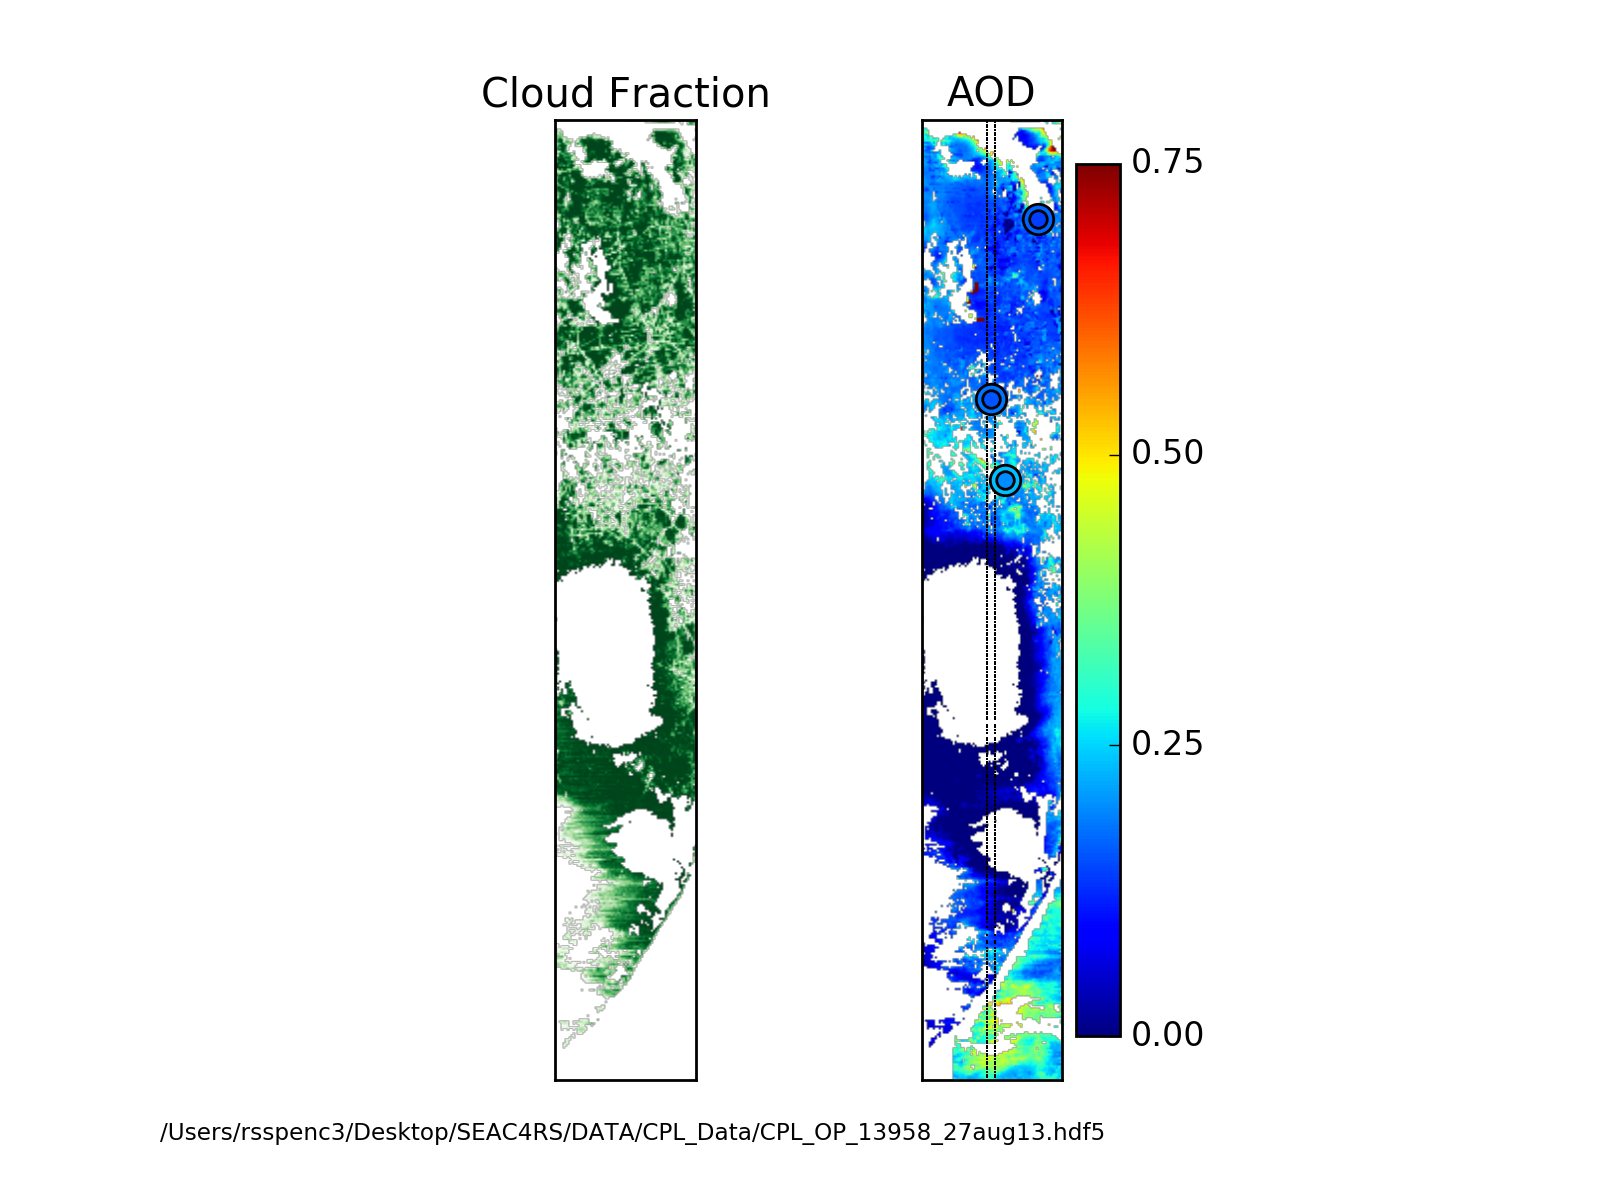 Cloud Fraction
AOD
0.75
0.50
0.25
0.00
/Users/rsspenc3/Desktop/SEAC4RS/DATA/CPL_Data/CPL_OP_13958_27aug13.hdf5